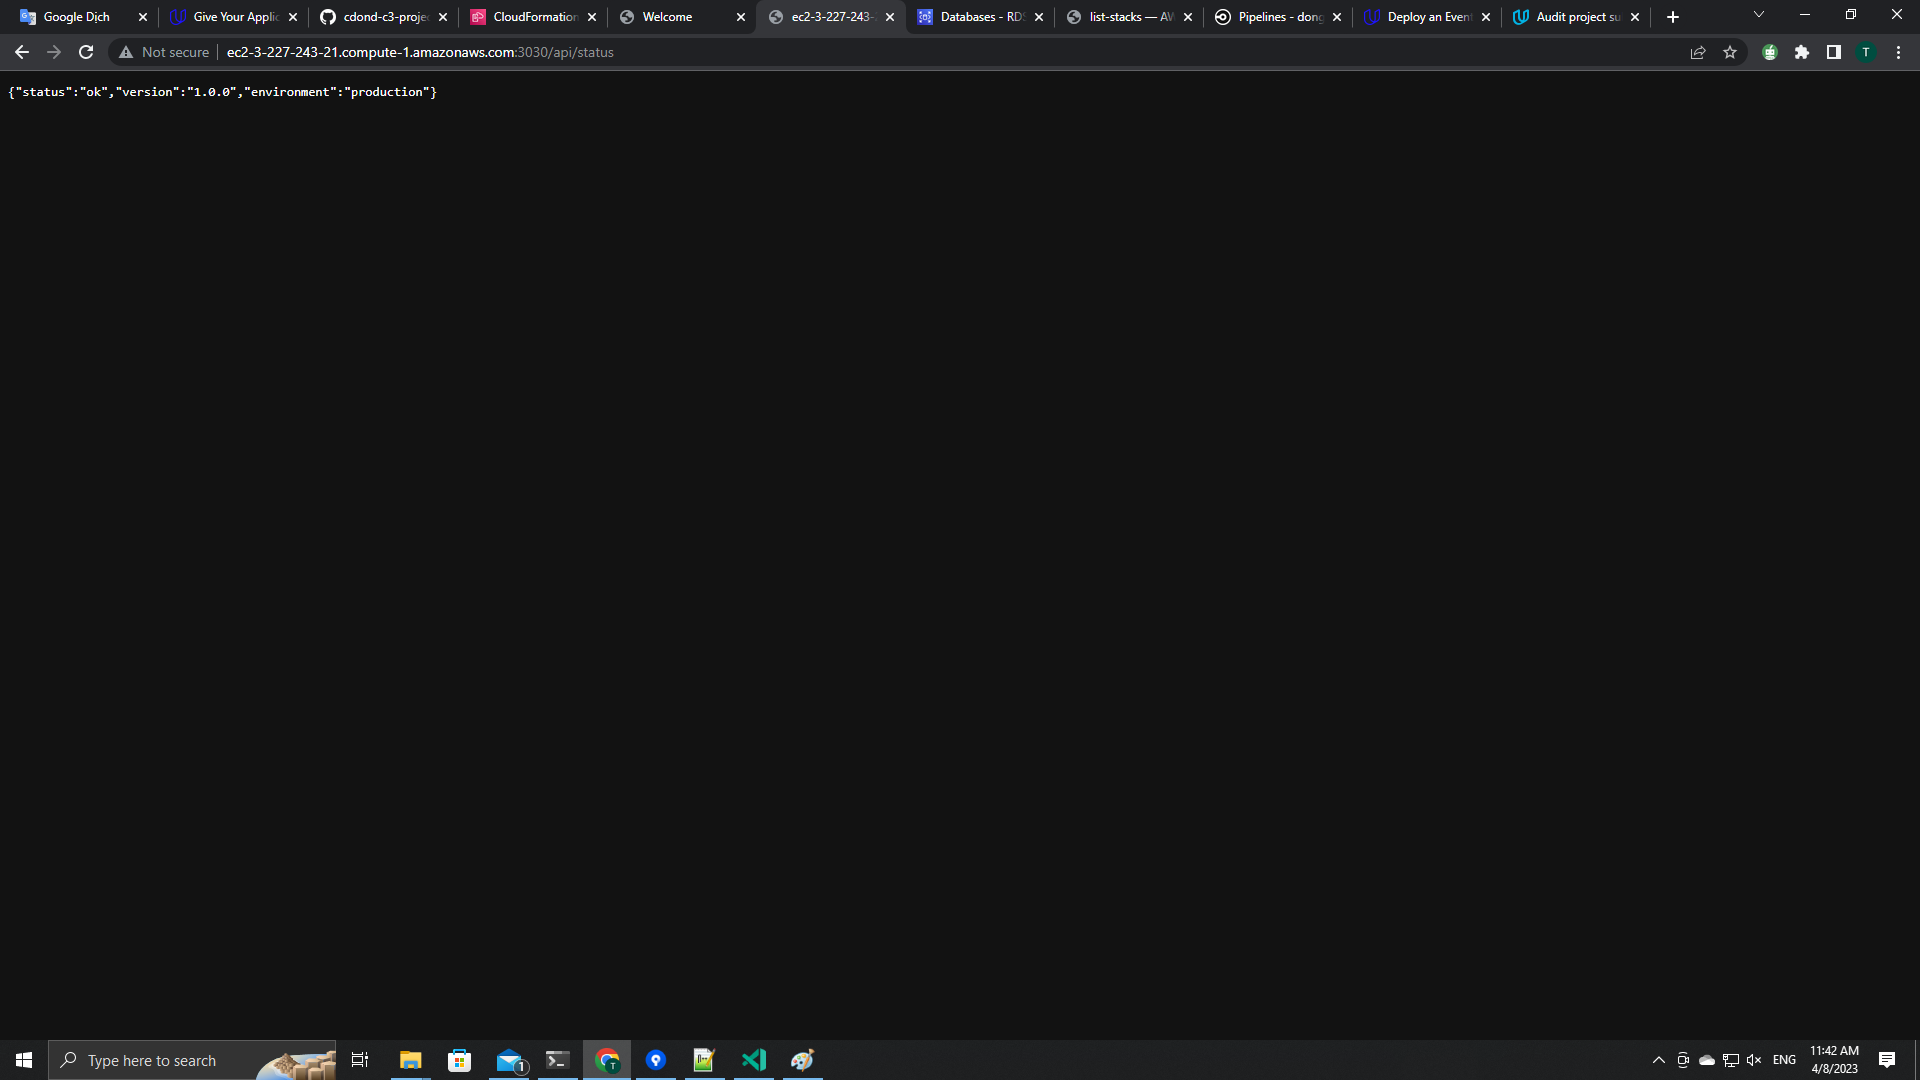 Google Dịch
Give Your Applic
cdond-c3-projec
CloudFormation
Welcome
ec2-3-227-243-
Databases - RDS
list-stacks — AW
Pipelines - dong
Deploy an Event
Audit project su
Not secure
ec2-3-227-243-21.compute-1.amazonaws.com:3030/api/status
T
{"status":"ok","version":"1.0.0","environment":"production"}
Type here to search
1
T
ENG
11:42 AM
4/8/2023